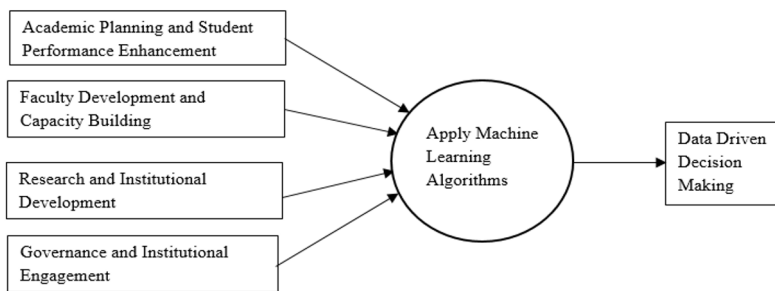 Academic Planning and Student
Performance Enhancement
Faculty Development and
Capacity Building
Research and Institutional
Development
Governance and Institutional
Engagement
Apply Machine
Learning
Algorithms
Data Driven
Decision
Making